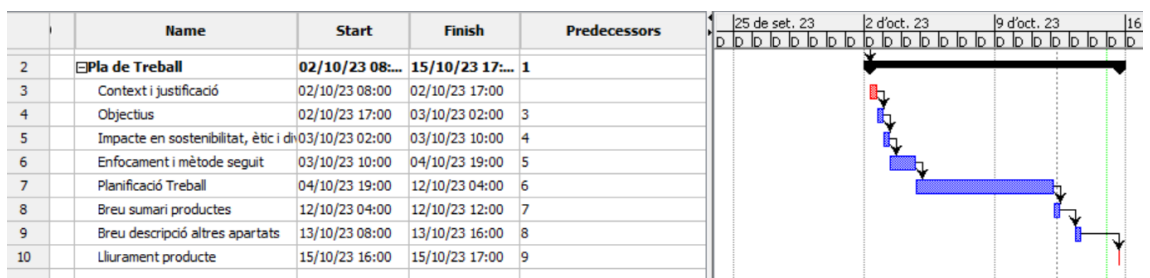 Name Start Finish Predecessors 25 de set. 23 2 d'oct. 23 9 d'oct. 23 16
D D D D D D D D D D D D D D D D D D D D D D D
2 Pla de Treball 02/10/23 08:... 15/10/23 17:... 1
3 Context i justificació 02/10/23 08:00 02/10/23 17:00
4 Objectius 02/10/23 17:00 03/10/23 02:00 3
5 Impacte en sostenibilitat, ètic i di 03/10/23 02:00 03/10/23 10:00 4
6 Enfocament i mètode seguit 03/10/23 10:00 04/10/23 19:00 5
7 Planificació Treball 04/10/23 19:00 12/10/23 04:00 6
8 Breu sumari productes 12/10/23 04:00 12/10/23 12:00 7
9 Breu descripció altres apartats 13/10/23 08:00 13/10/23 16:00 8
10 Lliurament producte 15/10/23 16:00 15/10/23 17:00 9